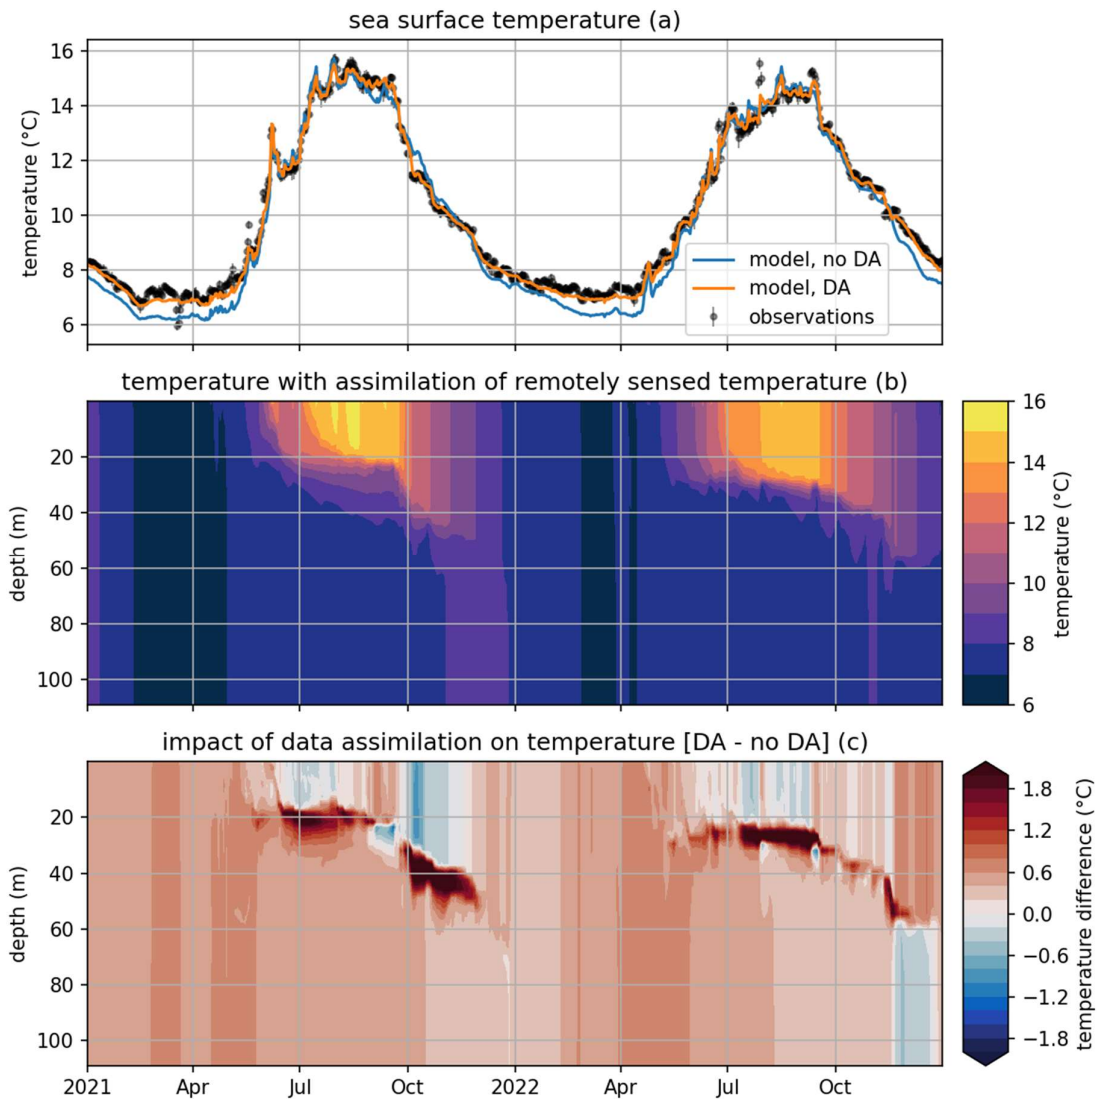 sea surface temperature (a)
16
14
12
10
8
6
temperature (°C)
model, no DA
model, DA
observations
temperature with assimilation of remotely sensed temperature (b)
20
40
60
80
100
depth (m)
16
14
12
10
8
6
temperature (°C)
impact of data assimilation on temperature [DA - no DA] (c)
20
40
60
80
100
depth (m)
1.8
1.2
0.6
0.0
−0.6
−1.2
−1.8
temperature difference (°C)
2021 Apr Jul Oct 2022 Apr Jul Oct